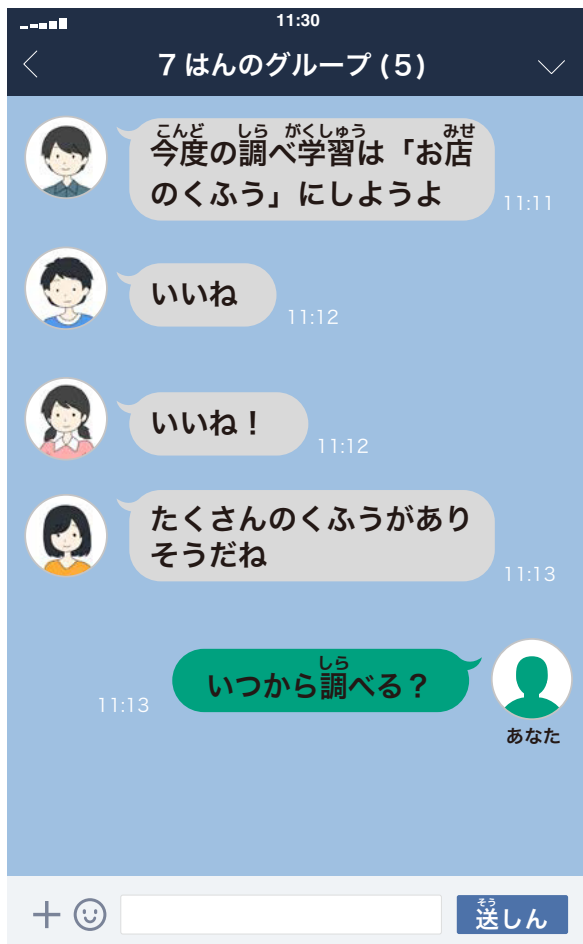 11:30
7はんのグループ(5)
こんど しら がくしゅう みせ
今度の調べ学習は「お店
のくふう」にしようよ
11:11
いいね
11:12
いいね！
11:12
たくさんのくふうがあり
そうだね
11:13
しら
いつから調べる？
11:13
あなた
そう
送しん